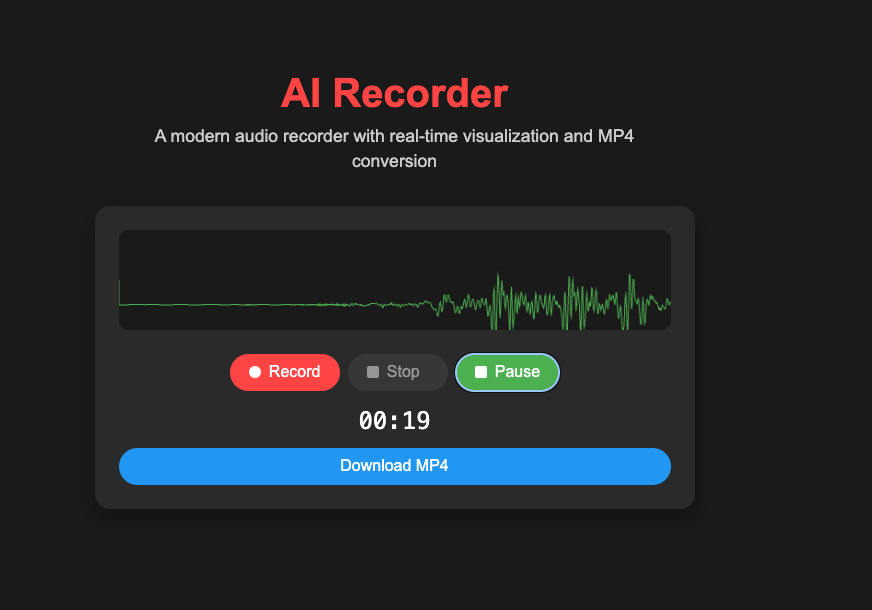 AI Recorder
A modern audio recorder with real-time visualization and MP4
conversion
Record Stop Pause
00:19
Download MP4